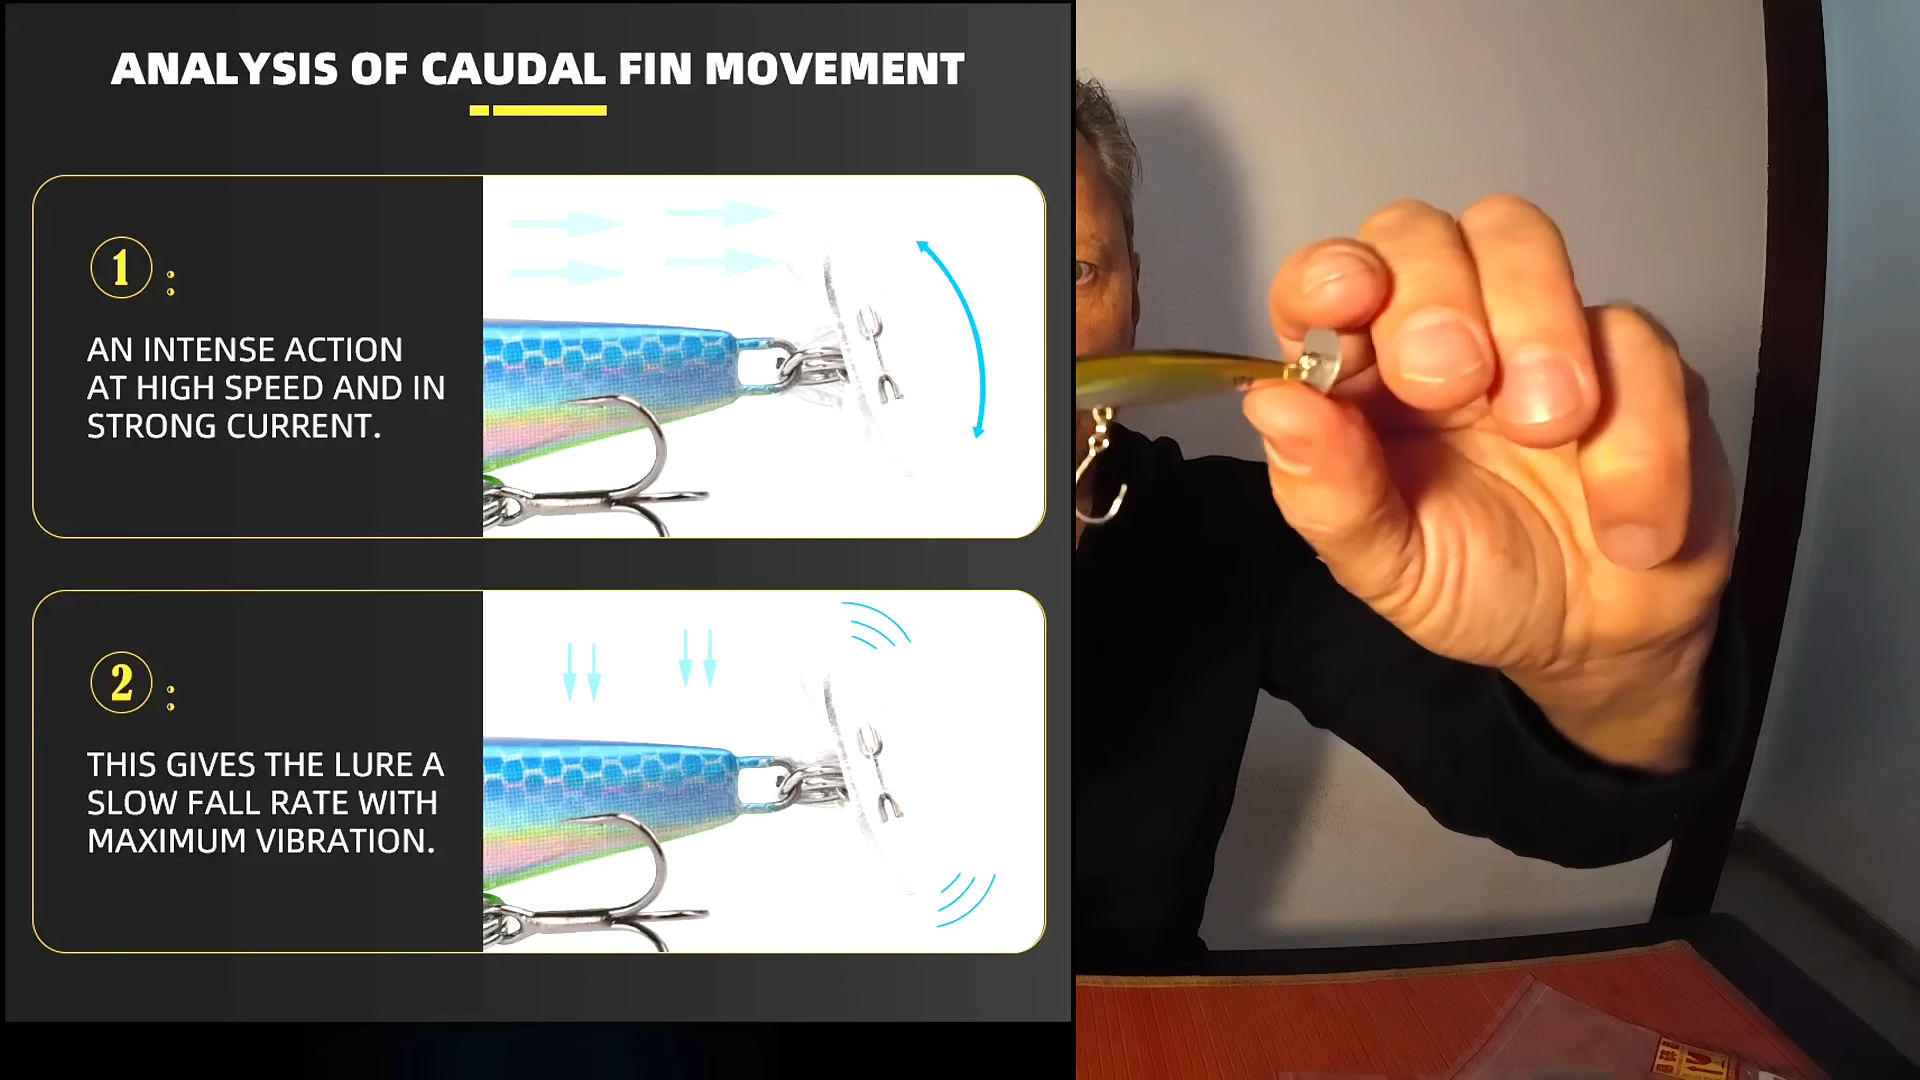 ANALYSIS OF CAUDAL FIN MOVEMENT
1 :
AN INTENSE ACTION
AT HIGH SPEED AND IN
STRONG CURRENT.
2 :
THIS GIVES THE LURE A
SLOW FALL RATE WITH
MAXIMUM VIBRATION.